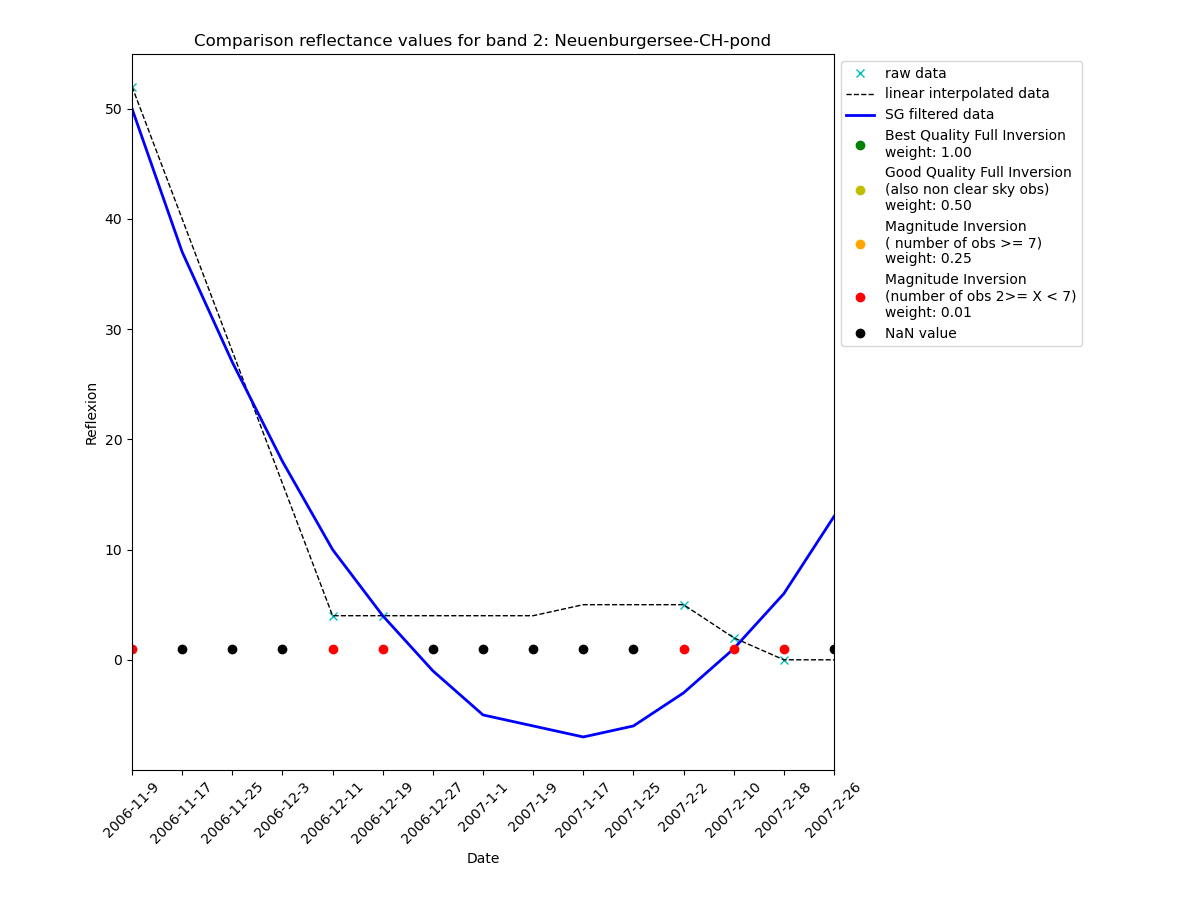 Comparison reflectance values for band 2: Neuenburgersee-CH-pond
raw data
linear interpolated data
SG filtered data
Best Quality Full Inversion
weight: 1.00
Good Quality Full Inversion
(also non clear sky obs)
weight: 0.50
Magnitude Inversion
( number of obs >= 7)
weight: 0.25
Magnitude Inversion
(number of obs 2>= X < 7)
weight: 0.01
NaN value
Reflexion
50
40
30
20
10
0
2006-11-9
2006-11-17
2006-11-25
2006-12-3
2006-12-11
2006-12-19
2006-12-27
2007-1-1
2007-1-9
2007-1-17
2007-1-25
2007-2-2
2007-2-10
2007-2-18
2007-2-26
Date